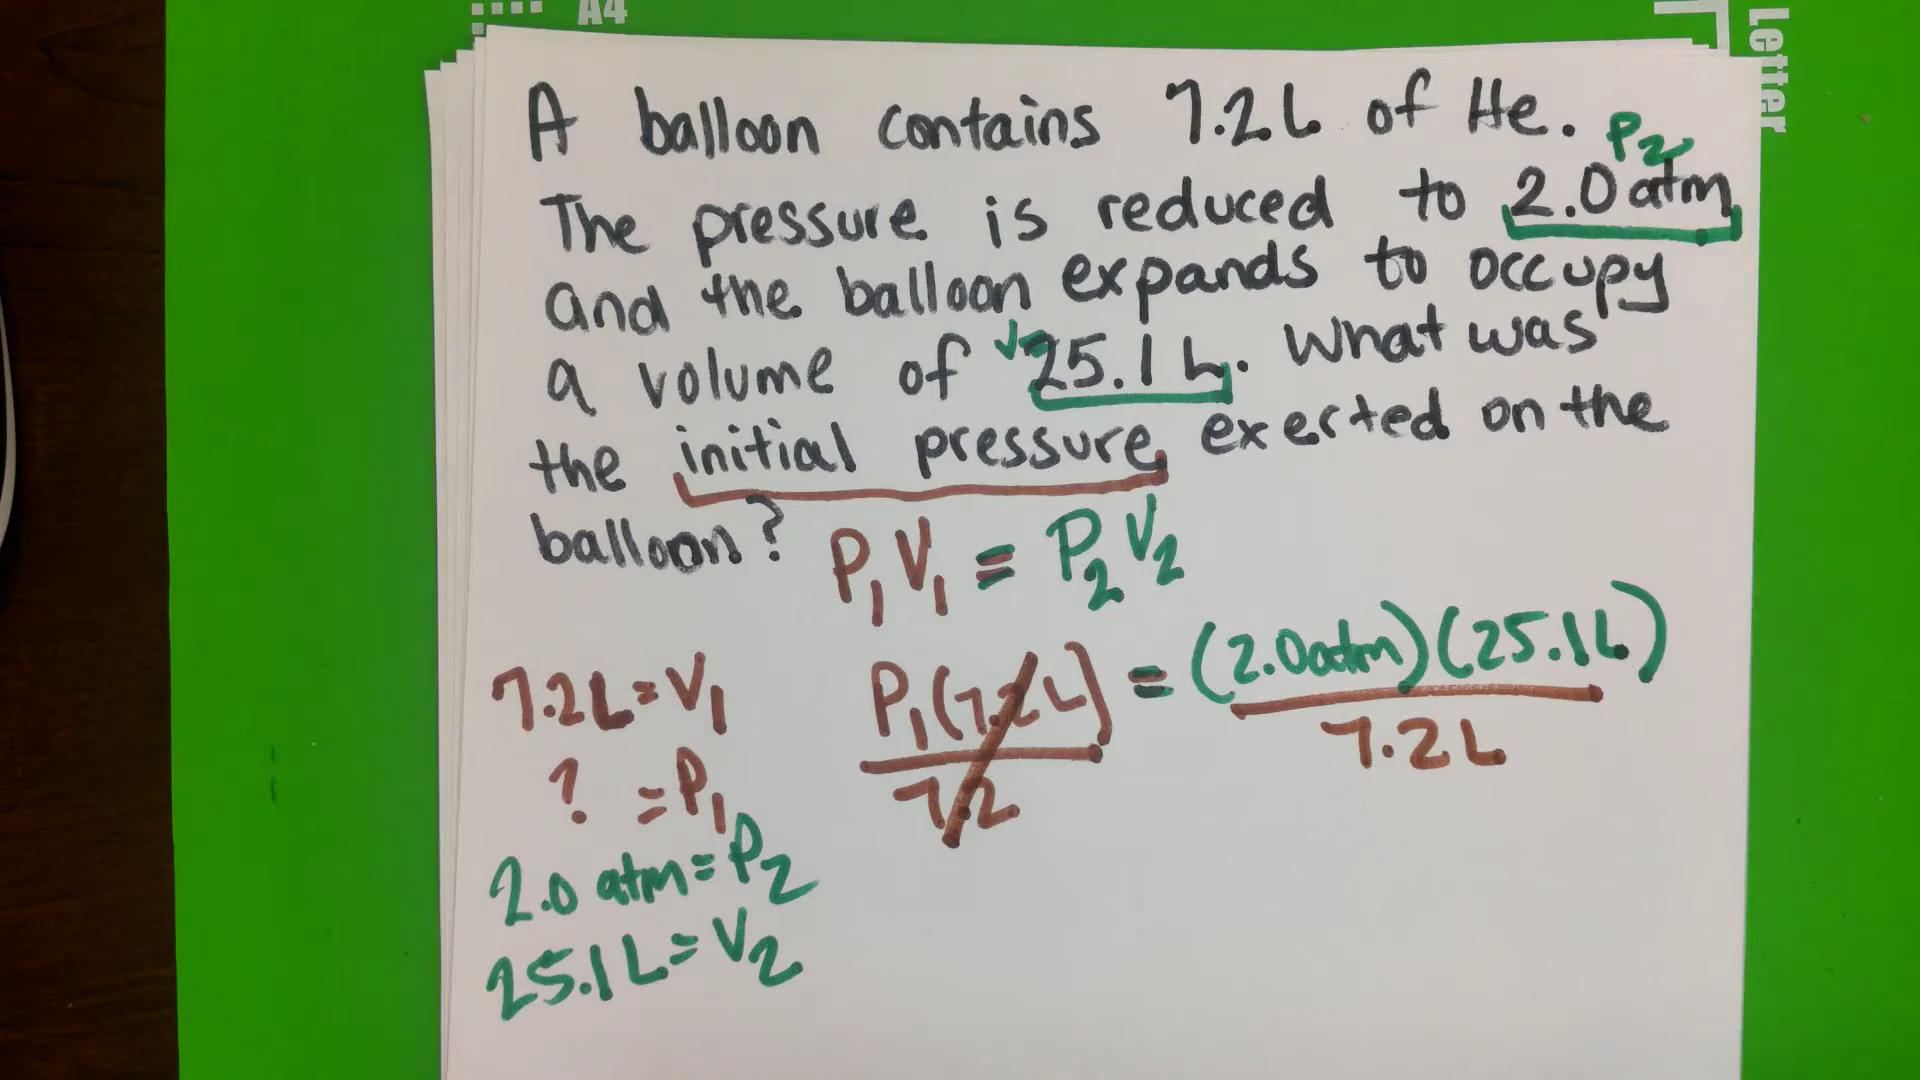 A4
Letter
A balloon contains 7.2L of He.
P2
The pressure is reduced to 2.0 atm
and the balloon expands to occupy
V2
a volume of 25.1 L. What was
the initial pressure exerted on the
balloon?
P₁V₁ = P₂V₂
P₁(7.2L) = (2.0atm)(25.1L)
7.2 7.2L
7.2L = V₁
? = P₁
2.0 atm = P₂
25.1L = V₂